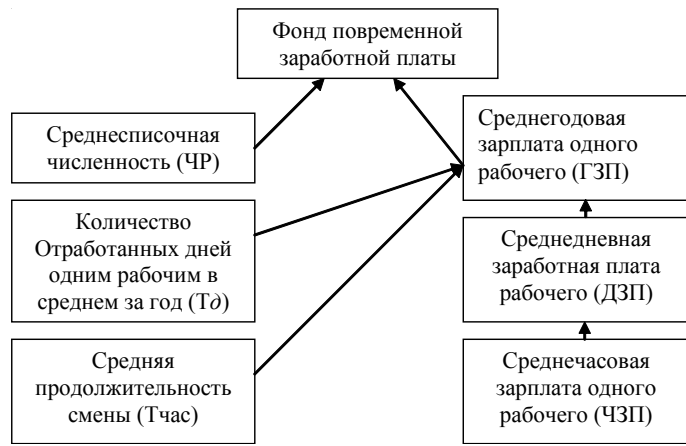 Фонд повременной
заработной платы
Среднесписочная
численность (ЧР)
Среднегодовая
зарплата одного
рабочего (ГЗП)
Количество
Отработанных дней
одним рабочим в
среднем за год (Тд)
Среднедневная
заработная плата
рабочего (ДЗП)
Средняя
продолжительность
смены (Тчас)
Среднечасовая
зарплата одного
рабочего (ЧЗП)